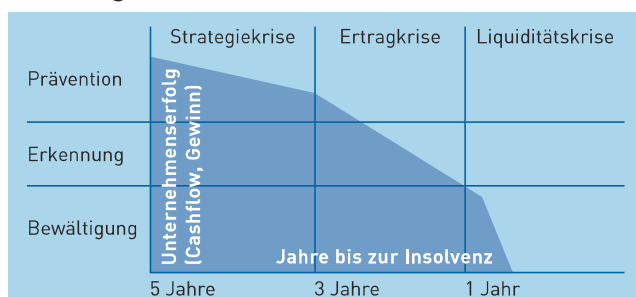 Strategiekrise Ertragkrise Liquiditätskrise
Prävention
Erkennung
Bewältigung
Unternehmenserfolg
(Cashflow, Gewinn)
Jahre bis zur Insolvenz
5 Jahre 3 Jahre 1 Jahr